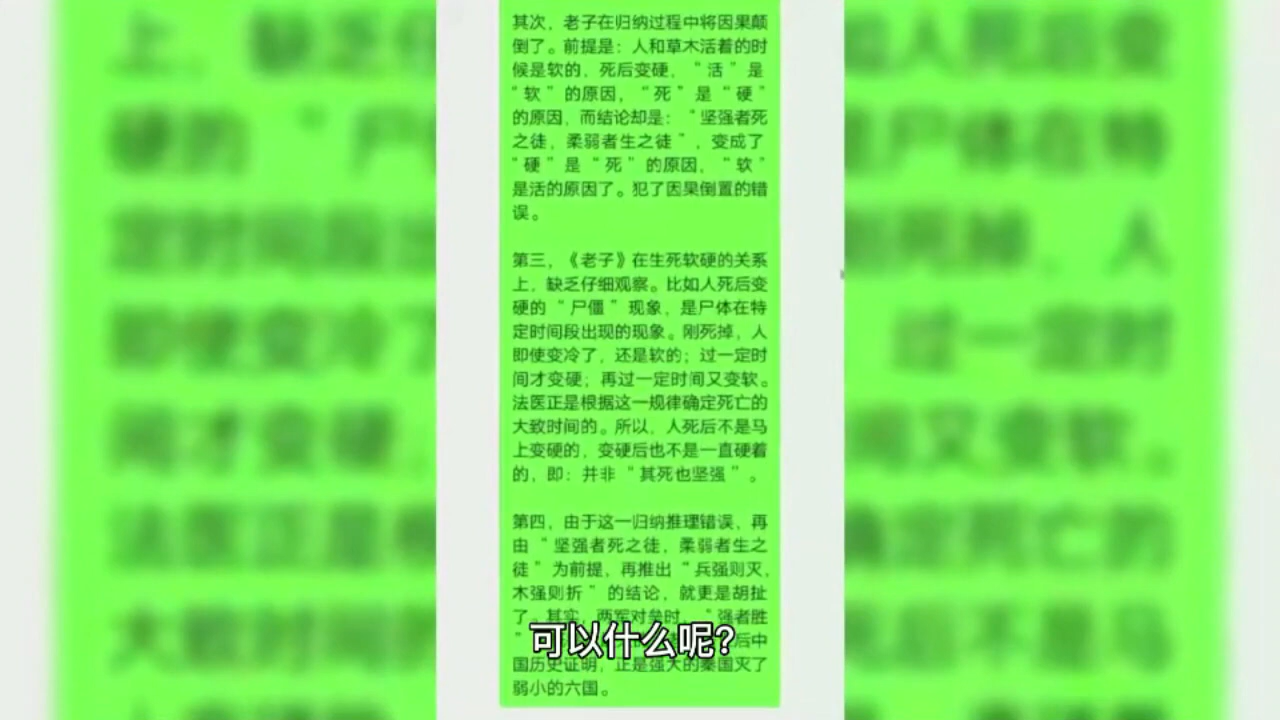 其次，老子在归纳过程中将因果颠
倒了。前提是：人和草木活着的时
候是软的，死后变硬，“活”是
“软”的原因，“死”是“硬”
的原因，而结论却是：“坚强者死
之徒，柔弱者生之徒”，变成了
“硬”是“死”的原因，“软”
是活的原因了。犯了因果倒置的错
误。
第三，《老子》在生死软硬的关系
上，缺乏仔细观察。比如人死后变
硬的“尸僵”现象，是尸体在特
定时间段出现的现象。刚死掉，人
即使变冷了，还是软的；过一定时
间才变硬；再过一定时间又变软。
法医正是根据这一规律确定死亡的
大致时间的。所以，人死后不是马
上变硬的，变硬后也不是一直硬着
的，即：并非“其死也坚强”。
第四，由于这一归纳推理错误，再
由“坚强者死之徒，柔弱者生之
徒”为前提，再推出“兵强则灭，
木强则折”的结论，就更是胡扯
了。其实，两军对垒时，“强者胜
”后中
国历史证明，正是强大的秦国灭了
弱小的六国。
可以什么呢?